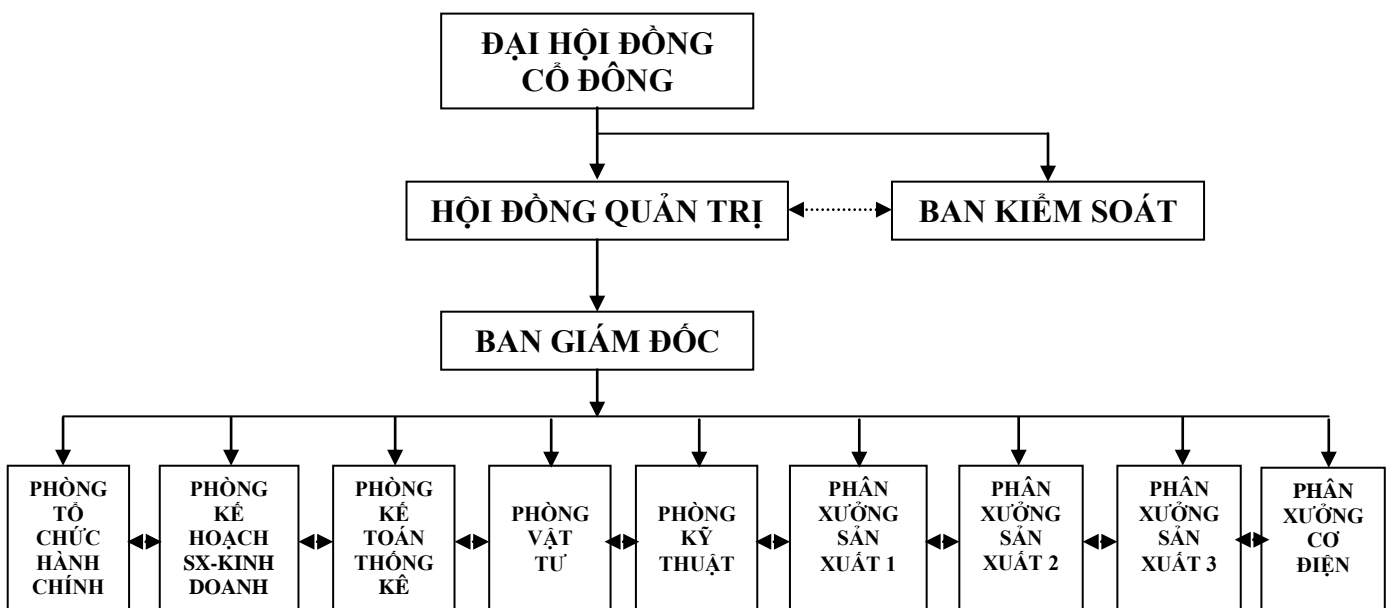 ĐẠI HỘI ĐỒNG
CỔ ĐÔNG
HỘI ĐỒNG QUẢN TRỊ
BAN KIỂM SOÁT
BAN GIÁM ĐỐC
PHÒNG
TỔ
CHỨC
HÀNH
CHÍNH
PHÒNG
KẾ
HOẠCH
SX-KINH
DOANH
PHÒNG
KẾ
TOÁN
THỐNG
KÊ
PHÒNG
VẬT
TƯ
PHÒNG
KỸ
THUẬT
PHÂN
XƯỞNG
SẢN
XUẤT 1
PHÂN
XƯỞNG
SẢN
XUẤT 2
PHÂN
XƯỞNG
SẢN
XUẤT 3
PHÂN
XƯỞNG
CƠ
ĐIỆN